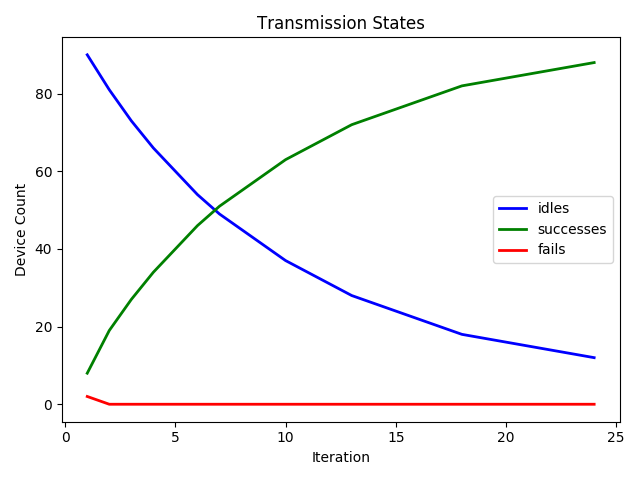 Transmission States
Device Count
80
60
40
20
0
idles
successes
fails
0 5 10 15 20 25
Iteration